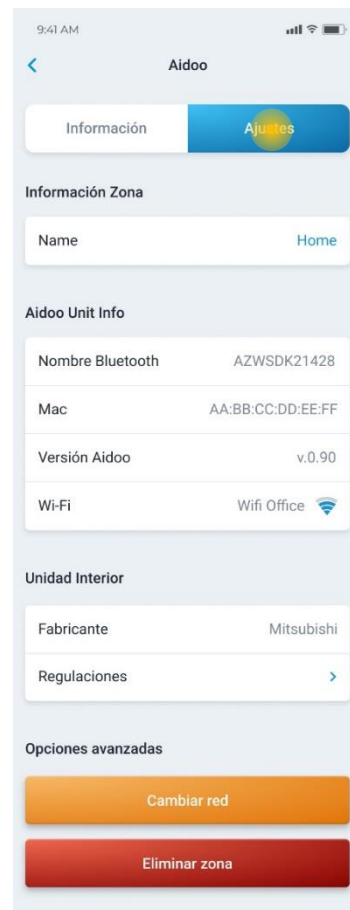 9:41 AM
Aidoo
Información
Ajustes
Información Zona
Name Home
Aidoo Unit Info
Nombre Bluetooth AZWSDK21428
Mac AA:BB:CC:DD:EE:FF
Versión Aidoo v.0.90
Wi-Fi Wifi Office
Unidad Interior
Fabricante Mitsubishi
Regulaciones
Opciones avanzadas
Cambiar red
Eliminar zona